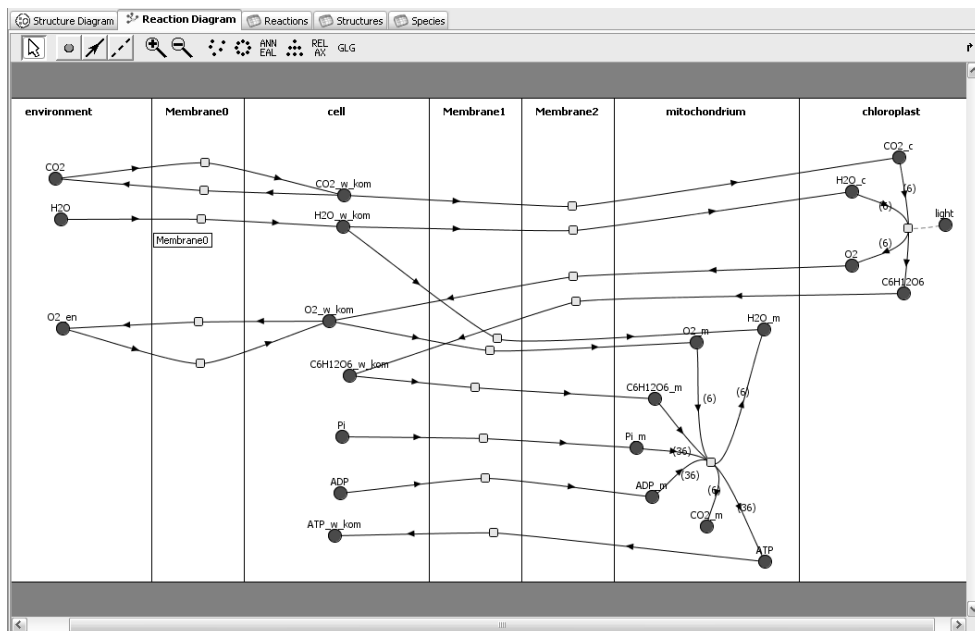 Structure Diagram Reaction Diagram Reactions Structures Species
ANN EAL REL AX GLG
environment Membrane0 cell Membrane1 Membrane2 mitochondrium chloroplast
CO2_c
CO2
CO2_w_kom
H2O_c
(6)
H2O
H2O_w_kom
(6)
light
Membrane0
(6)
O2
C6H12O6
O2_en
O2_w_kom
H2O_m
O2_m
C6H12O6_w_kom
C6H12O6_m
(6)
(6)
Pi
Pi_m
(36)
ADP
ADP_m
(36)
(6)
(36)
ATP_w_kom
CO2_m
ATP